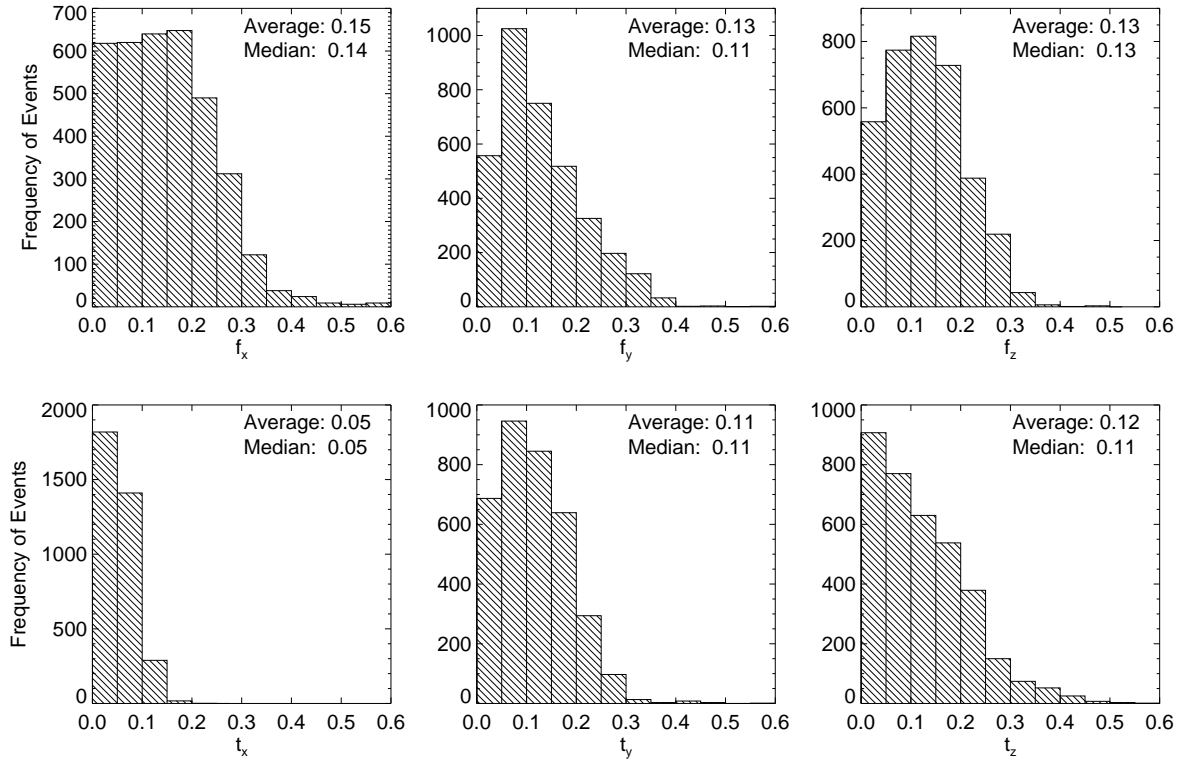 700
600
500
400
300
200
100
0
Frequency of Events
Average: 0.15
Median: 0.14
0.0 0.1 0.2 0.3 0.4 0.5 0.6
f_x
1000
800
600
400
200
0
Average: 0.13
Median: 0.11
0.0 0.1 0.2 0.3 0.4 0.5 0.6
f_y
800
600
400
200
0
Average: 0.13
Median: 0.13
0.0 0.1 0.2 0.3 0.4 0.5 0.6
f_z
2000
1500
1000
500
0
Frequency of Events
Average: 0.05
Median: 0.05
0.0 0.1 0.2 0.3 0.4 0.5 0.6
t_x
1000
800
600
400
200
0
Average: 0.11
Median: 0.11
0.0 0.1 0.2 0.3 0.4 0.5 0.6
t_y
1000
800
600
400
200
0
Average: 0.12
Median: 0.11
0.0 0.1 0.2 0.3 0.4 0.5 0.6
t_z